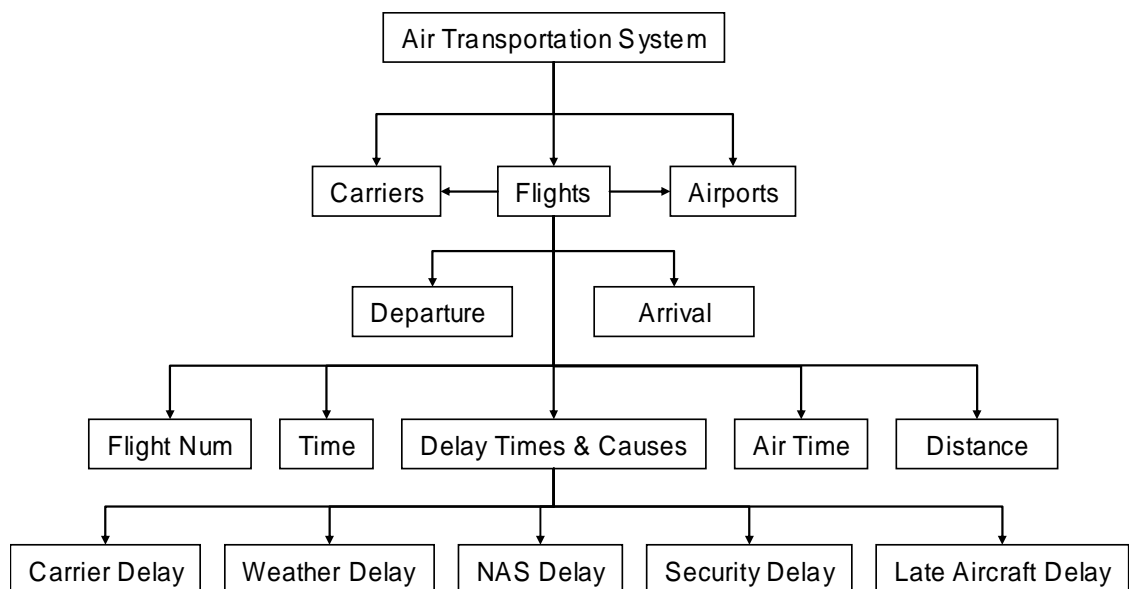 Air Transportation System
Carriers
Flights
Airports
Departure
Arrival
Flight Num
Time
Delay Times & Causes
Air Time
Distance
Carrier Delay
Weather Delay
NAS Delay
Security Delay
Late Aircraft Delay